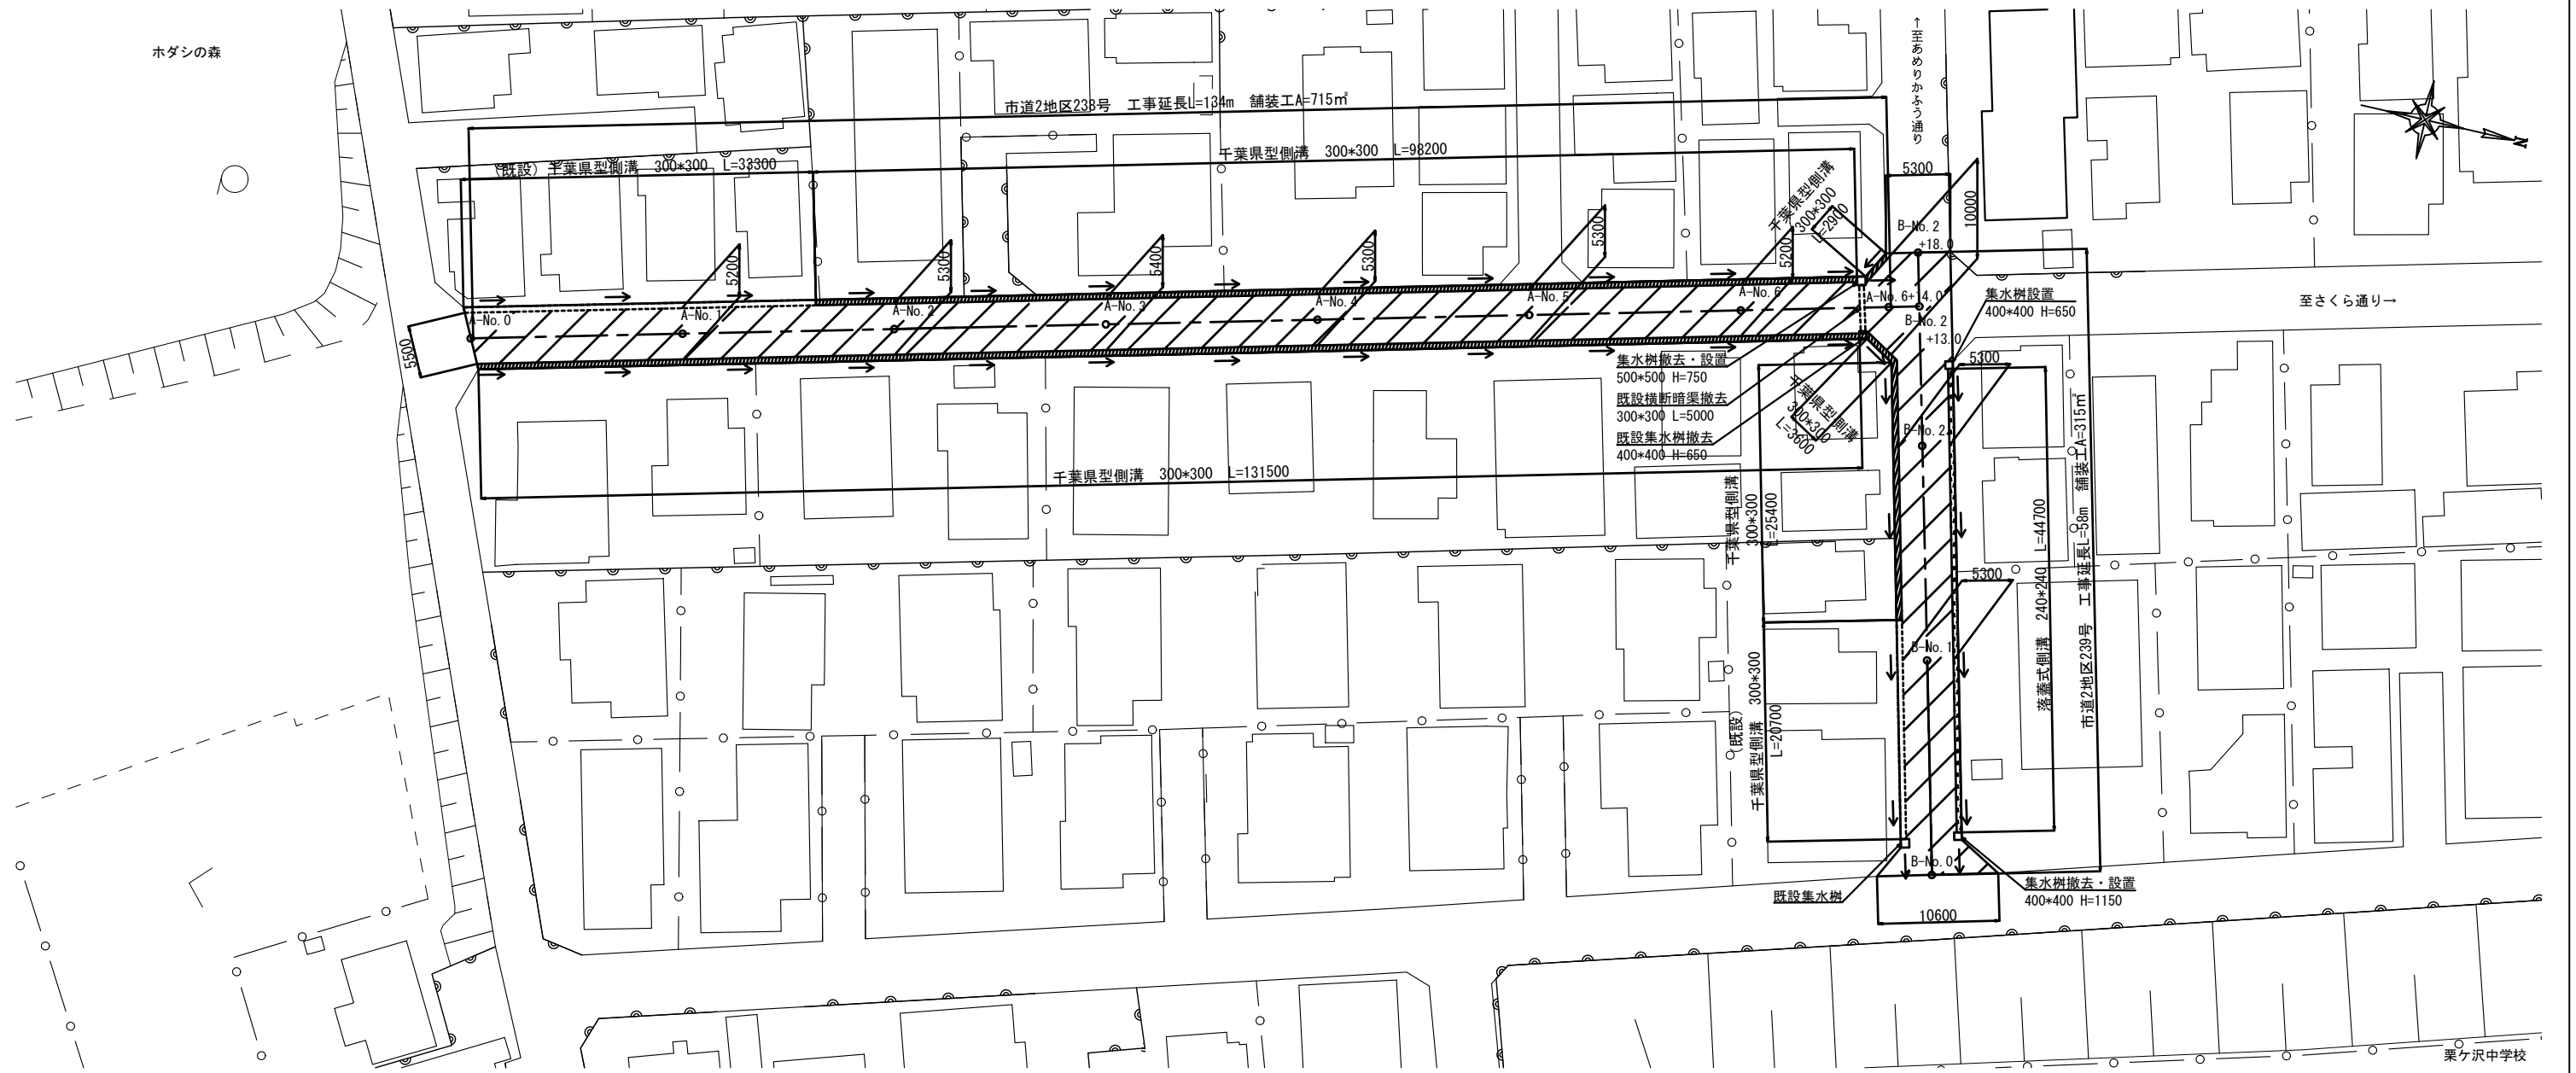 ホダシの森
←至あめりかふう通り
市道2地区238号 工事延長L=134m 舗装工A=715㎡
千葉県型側溝 300*300 L=98200
(既設) 千葉県型側溝 300*300 L=33300
千葉県型側溝
300*300
L=2900
5300
10000
B-No. 2
+18.0
5200
5300
5400
5300
5300
5200
A-No. 0
A-No. 1
A-No. 2
A-No. 3
A-No. 4
A-No. 5
A-No. 6
A-No. 6+14.0
集水桝設置
400*400 H=650
至さくら通り→
5500
B-No. 2
+13.0
集水桝撤去・設置
500*500 H=750
既設横断暗渠撤去
300*300 L=5000
既設集水桝撤去
400*400 H=650
千葉県型側溝
300*300
L=3600
5300
B-No. 2
千葉県型側溝 300*300 L=131500
千葉県型側溝
300*300
L=25400
落蓋式側溝 240*240 L=44700
市道2地区239号 工事延長L=58m 舗装工A=315㎡
5300
B-No. 1
(既設)
千葉県型側溝 300*300
L=20700
B-No. 0
既設集水桝
集水桝撤去・設置
400*400 H=1150
10600
栗ケ沢中学校